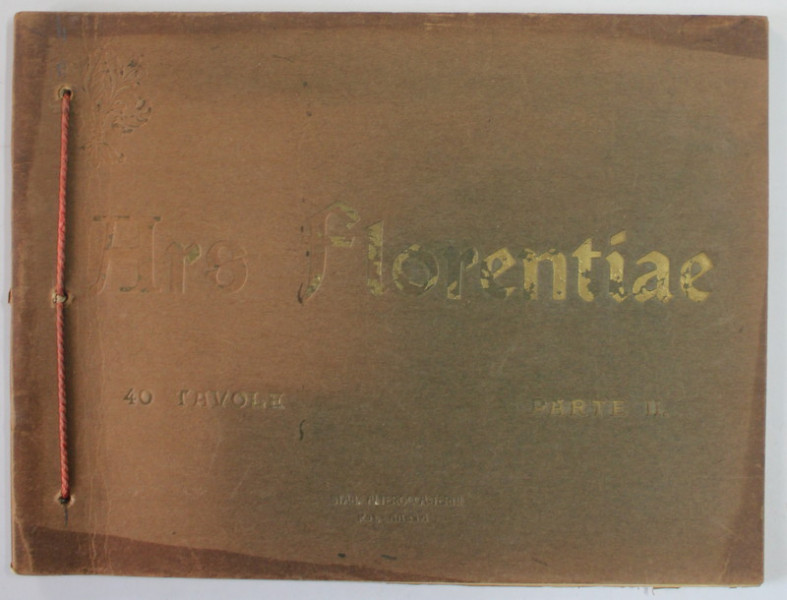 Ars Florentiae
40 TAVOLE
PARTE II.